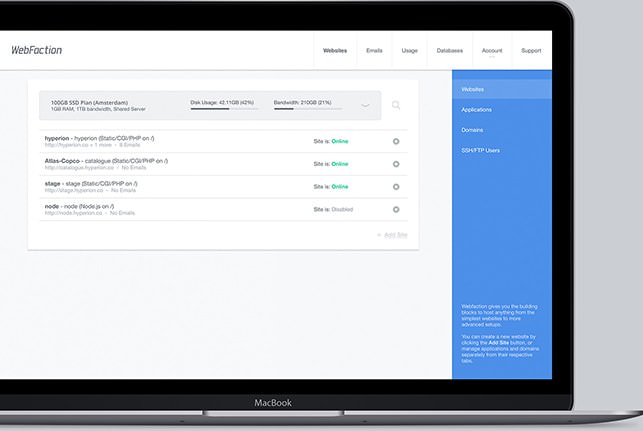 WebFaction
Websites
Emails
Usage
Databases
Account
Support
100GB SSD Plan (Amsterdam)
1GB RAM, 1TB bandwidth, Shared Server
Disk Usage: 42.11GB (42%)
Bandwidth: 210GB (21%)
hyperion - hyperion (Static/CGI/PHP on /)
http://hyperion.co + 1 more - 8 Emails
Site is: Online
Atlas-Copco - catalogue (Static/CGI/PHP on /)
http://catalogue.hyperion.co - No Emails
Site is: Online
stage - stage (Static/CGI/PHP on /)
http://stage.hyperion.co - No Emails
Site is: Online
node - node (Node.js on /)
http://node.hyperion.co - No Emails
Site is: Disabled
+ Add Site
Websites
Applications
Domains
SSH/FTP Users
Webfaction gives you the building
blocks to host anything from the
simplest websites to more
advanced setups.
You can create a new website by
clicking the Add Site button, or
manage applications and domains
separately from their respective
tabs.
MacBook